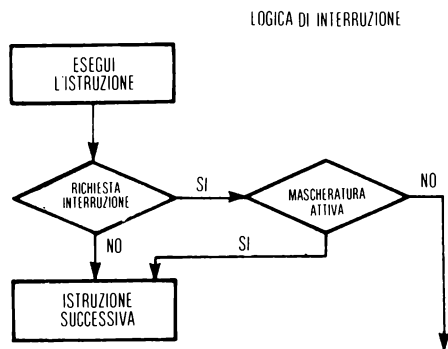 LOGICA DI INTERRUZIONE
ESEGUI
L'ISTRUZIONE
RICHIESTA
INTERRUZIONE
SI
MASCHERATURA
ATTIVA
NO
NO
SI
ISTRUZIONE
SUCCESSIVA